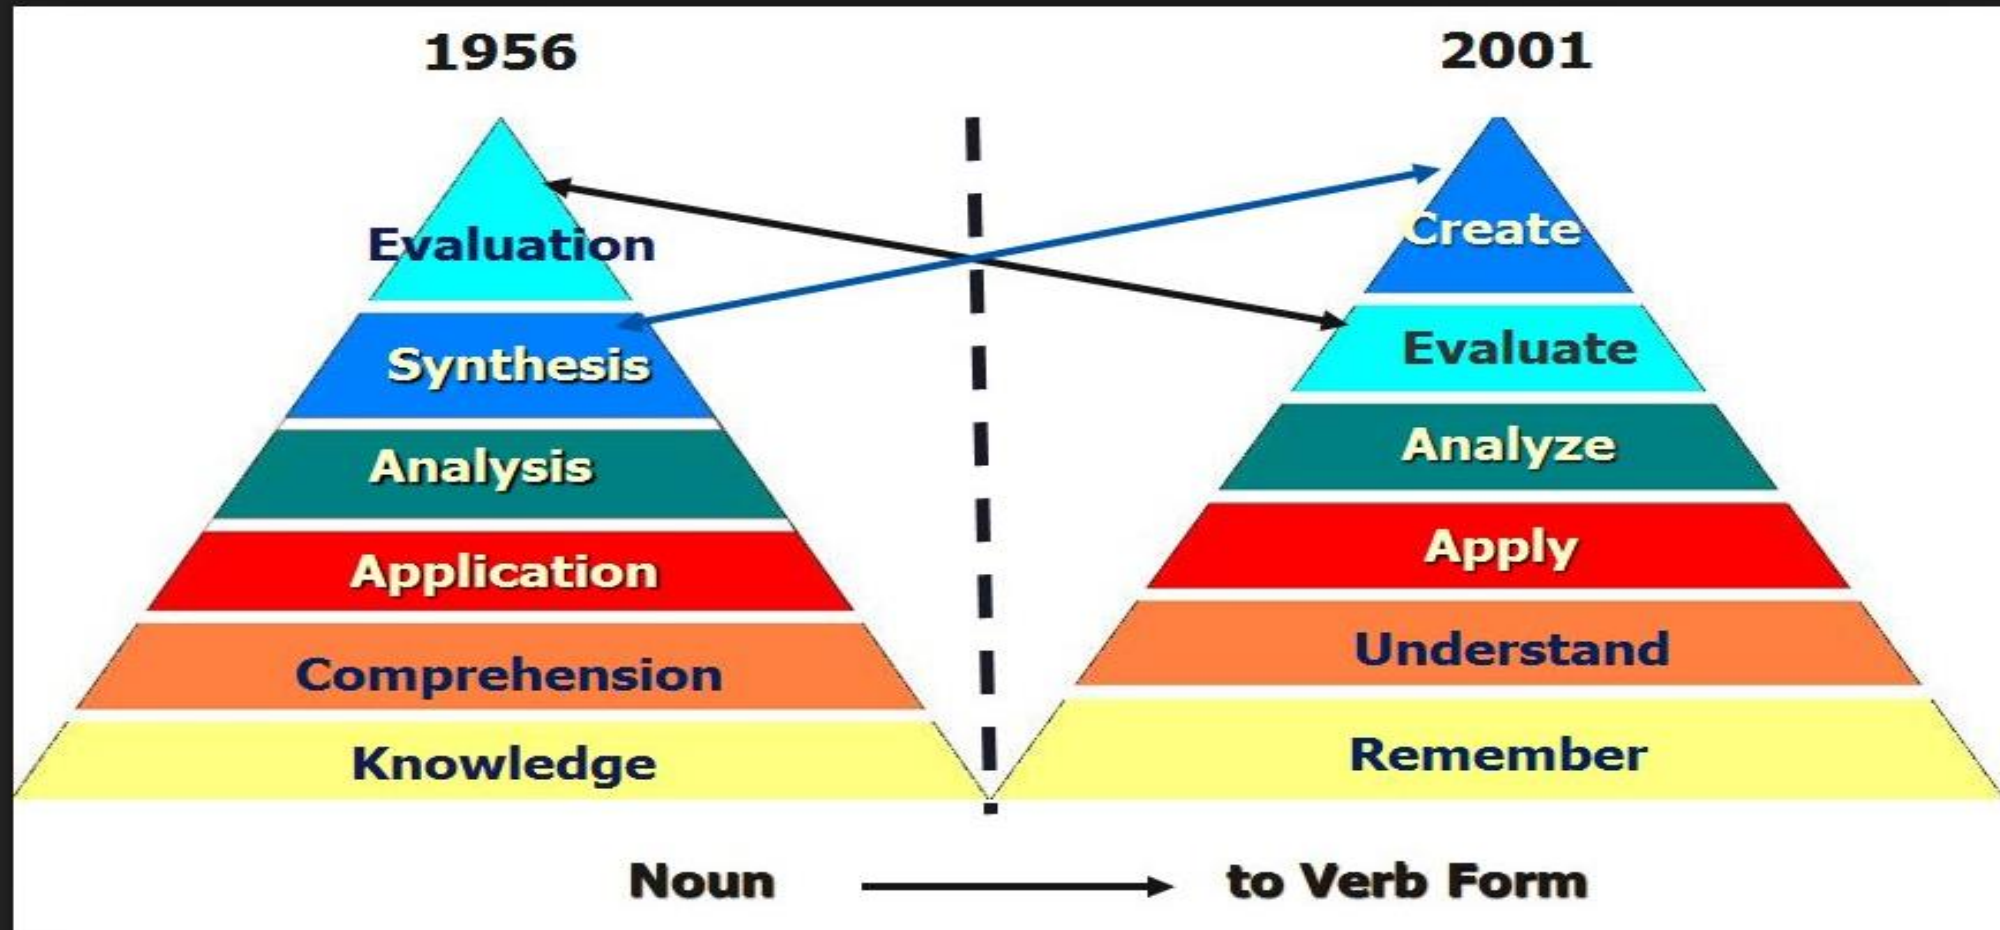 1956
Evaluation
Synthesis
Analysis
Application
Comprehension
Knowledge
2001
Create
Evaluate
Analyze
Apply
Understand
Remember
Noun to Verb Form